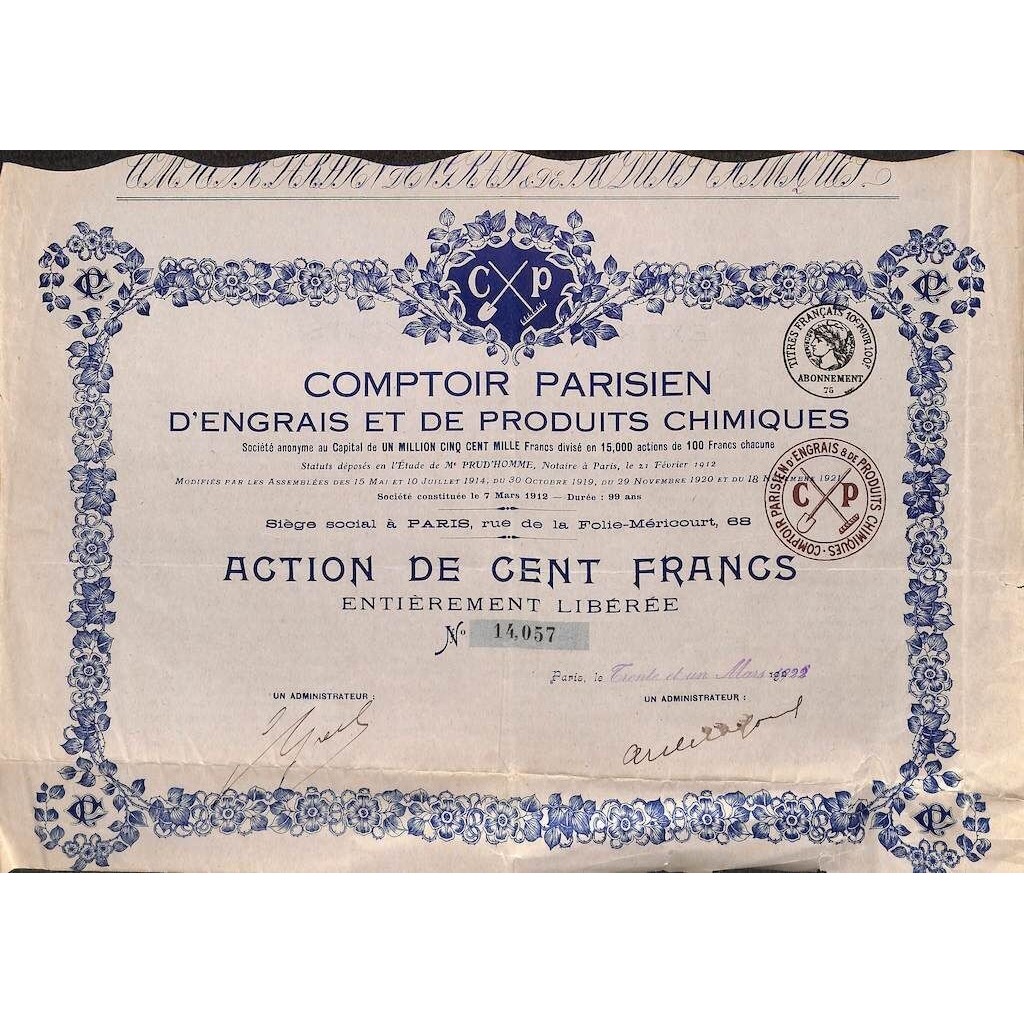 C P
TITRES FRANÇAIS 10c POUR 100F
ABONNEMENT
75
COMPTOIR PARISIEN
D'ENGRAIS ET DE PRODUITS CHIMIQUES
Société anonyme au Capital de UN MILLION CINQ CENT MILLE Francs divisé en 15,000 actions de 100 Francs chacune
Statuts déposés en l'Étude de Me PRUD'HOMME, Notaire à Paris, le 21 Février 1912
MODIFIÉS PAR LES ASSEMBLÉES DES 15 MAI ET 10 JUILLET 1914, DU 30 OCTOBRE 1919, DU 29 NOVEMBRE 1920 ET DU 18 NOVEMBRE 1921
Société constituée le 7 Mars 1912 — Durée : 99 ans
COMPTOIR PARISIEN D'ENGRAIS & DE PRODUITS CHIMIQUES
C P
Siège social à PARIS, rue de la Folie-Méricourt, 68
ACTION DE CENT FRANCS
ENTIÈREMENT LIBÉRÉE
No 14,057
Paris, le Trente et un Mars 1922
UN ADMINISTRATEUR :
UN ADMINISTRATEUR :